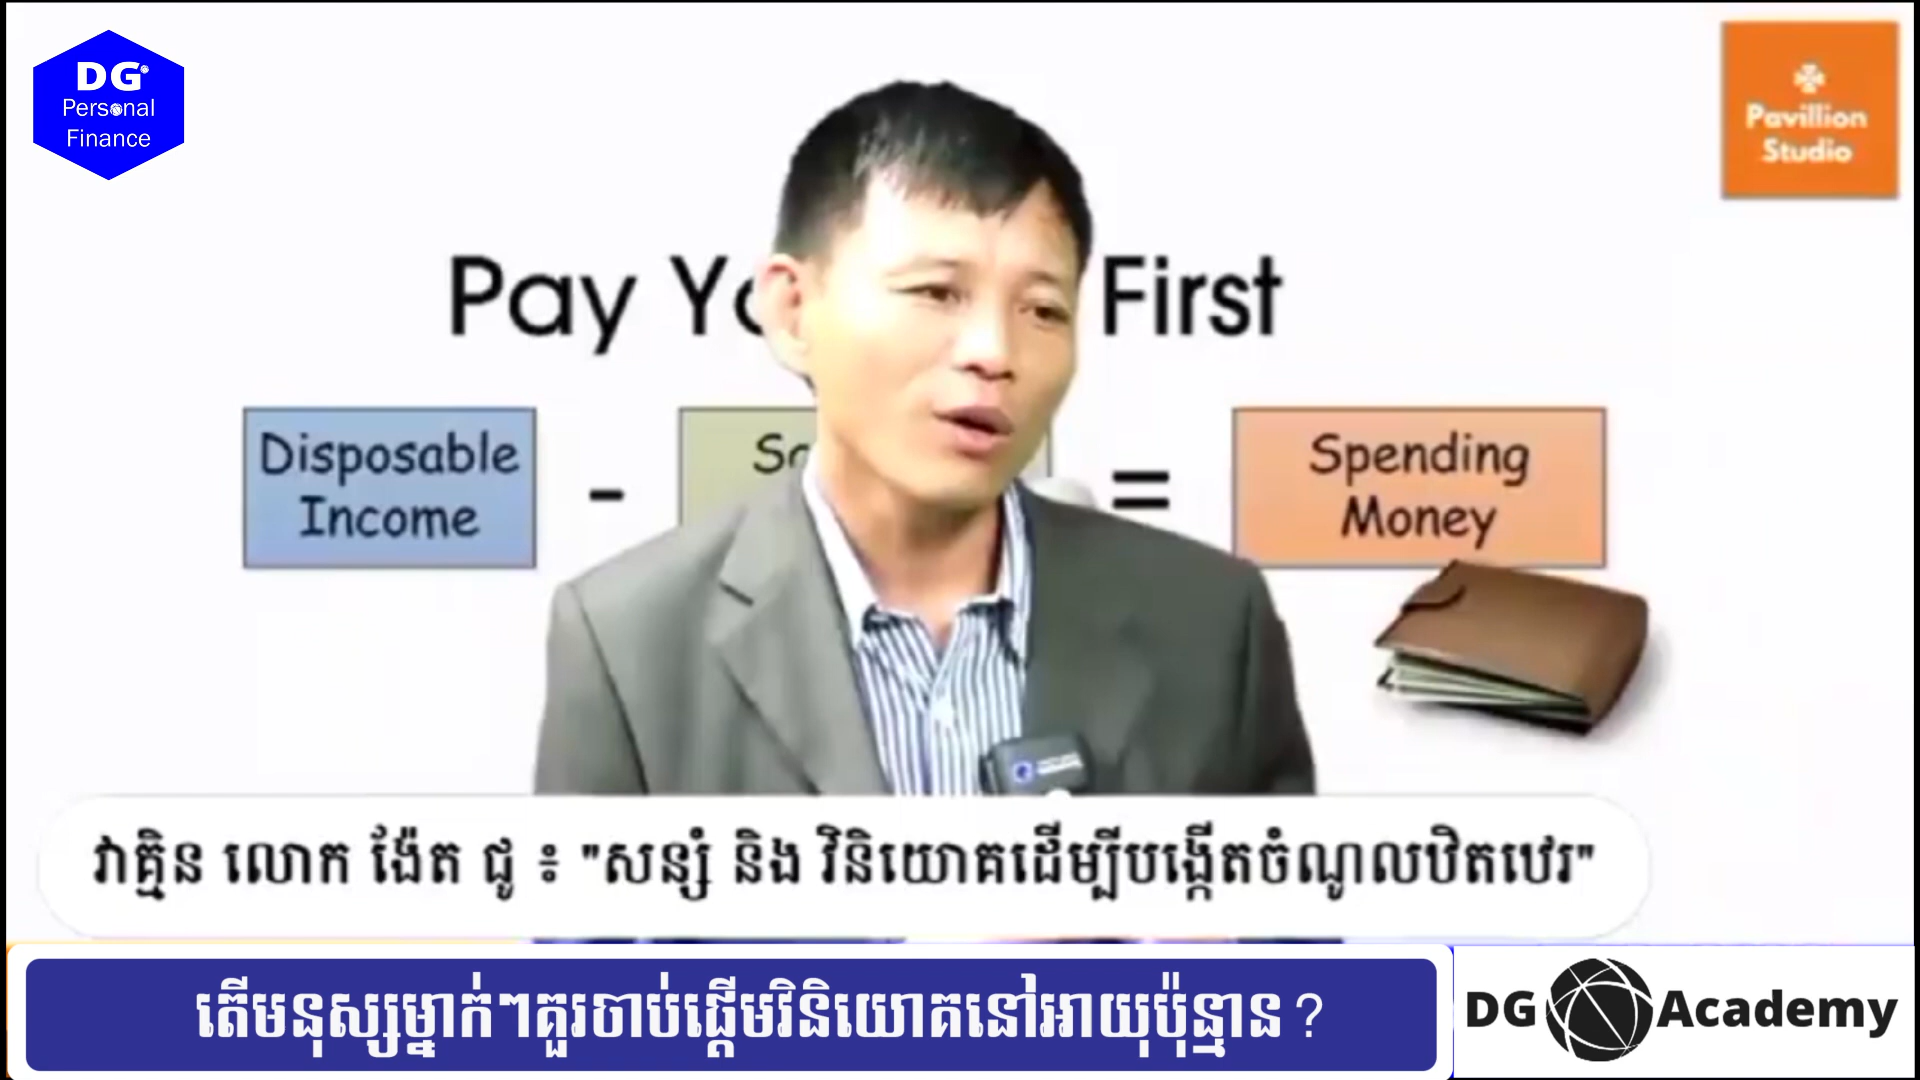 DG
Personal
Finance
Pavillion
Studio
Pay First
Disposable
Income
-
=
Spending
Money
វាគ្មិន លោក ង៉ែត ជូ ៖ "សន្សំ និង វិនិយោគដើម្បីបង្កើតចំណូលឋិតថេរ"
តើមនុស្សម្នាក់ៗគួរចាប់ផ្ដើមវិនិយោគនៅអាយុប៉ុន្មាន?
DG Academy